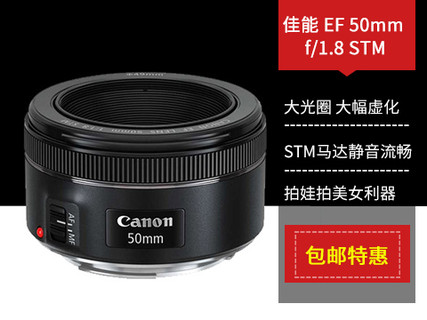 佳能 EF 50mm
f/1.8 STM
大光圈 大幅虚化
STM马达静音流畅
拍娃拍美女利器
包邮特惠
AF
MF
Canon
50mm